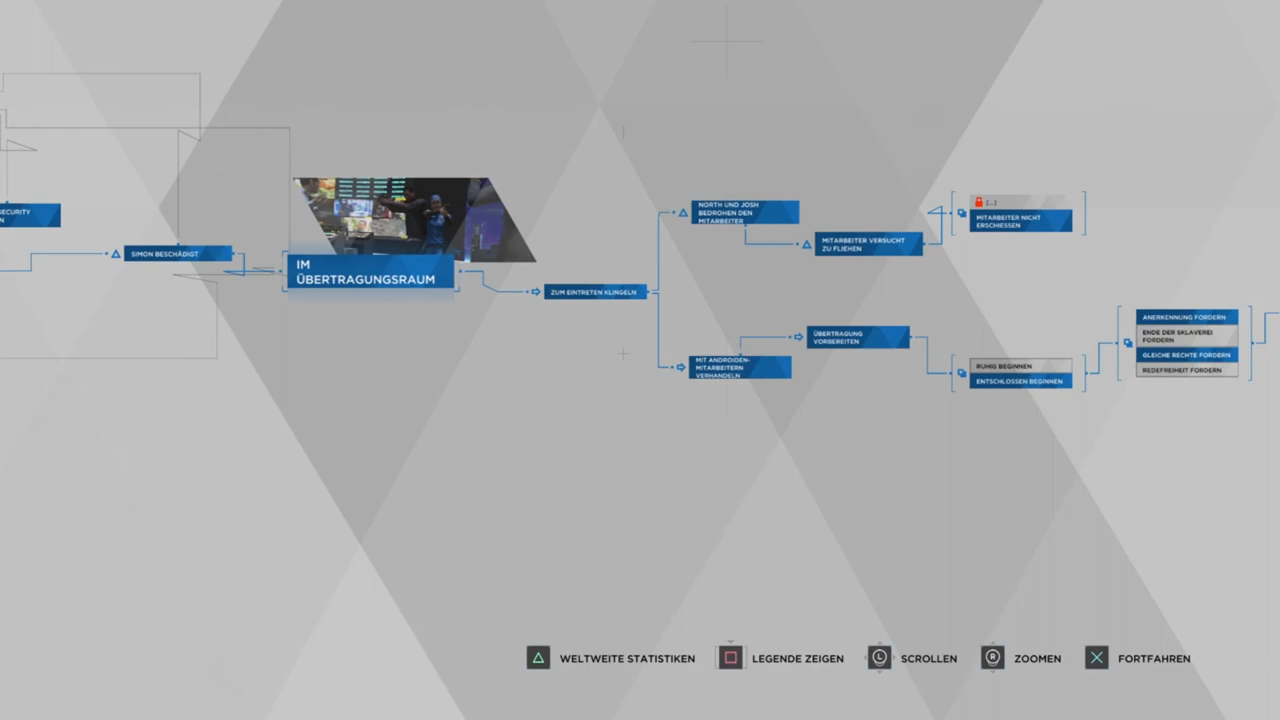 SECURITY
N
SIMON BESCHÄDIGT
IM
ÜBERTRAGUNGSRAUM
ZUM EINTRETEN KLINGELN
NORTH UND JOSH
BEDROHEN DEN
MITARBEITER
MITARBEITER VERSUCHT
ZU FLIEHEN
[...]
MITARBEITER NICHT
ERSCHIESSEN
MIT ANDROIDEN-
MITARBEITERN
VERHANDELN
ÜBERTRAGUNG
VORBEREITEN
RUHIG BEGINNEN
ENTSCHLOSSEN BEGINNEN
ANERKENNUNG FORDERN
ENDE DER SKLAVEREI
FORDERN
GLEICHE RECHTE FORDERN
REDEFREIHEIT FORDERN
WELTWEITE STATISTIKEN
LEGENDE ZEIGEN
L
SCROLLEN
R
ZOOMEN
FORTFAHREN